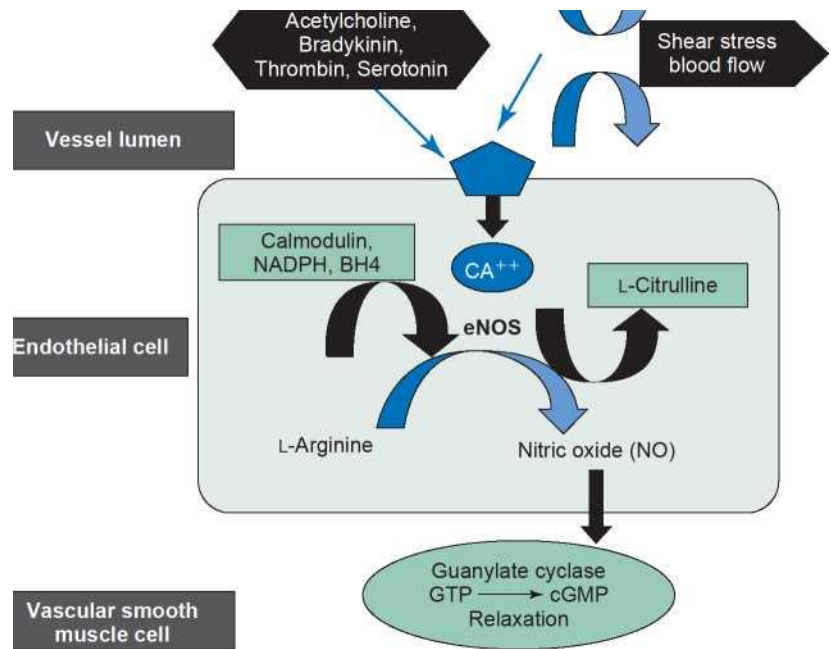 Acetylcholine,
Bradykinin,
Thrombin, Serotonin
Shear stress
blood flow
Vessel lumen
Calmodulin,
NADPH, BH4
CA++
L-Citrulline
eNOS
Endothelial cell
L-Arginine
Nitric oxide (NO)
Guanylate cyclase
GTP → cGMP
Relaxation
Vascular smooth
muscle cell